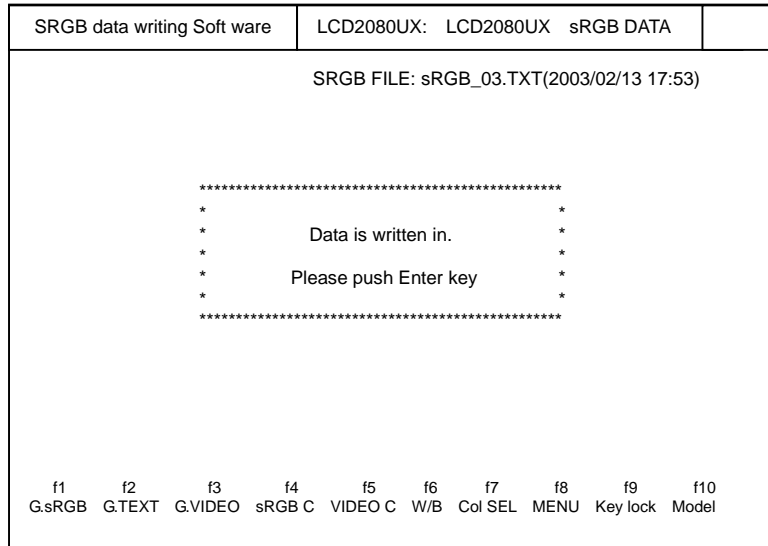 SRGB data writing Soft ware LCD2080UX: LCD2080UX sRGB DATA
SRGB FILE: sRGB_03.TXT(2003/02/13 17:53)
**************************************************
* *
* Data is written in. *
* *
* Please push Enter key *
* *
**************************************************
f1 f2 f3 f4 f5 f6 f7 f8 f9 f10
G.sRGB G.TEXT G.VIDEO sRGB C VIDEO C W/B Col SEL MENU Key lock Model